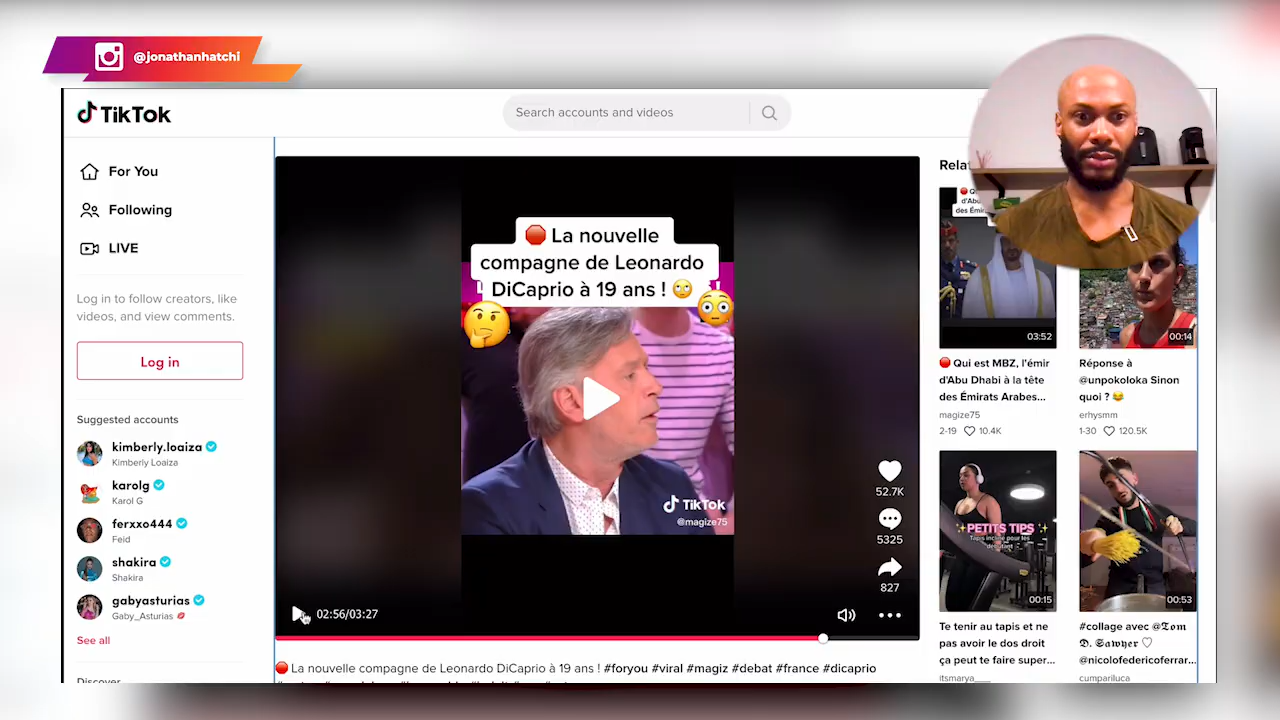 @jonathanhatchi
TikTok
Search accounts and videos
For You
Following
LIVE
Log in to follow creators, like
videos, and view comments.
Log in
Suggested accounts
kimberly.loaiza
Kimberly Loaiza
karolg
Karol G
ferxxo444
Feid
shakira
Shakira
gabyasturias
Gaby_Asturias
See all
Discover
🛑 La nouvelle
compagne de Leonardo
DiCaprio à 19 ans ! 🙄
TikTok
@magize75
52.7K
5325
827
02:56/03:27
🛑 La nouvelle compagne de Leonardo DiCaprio à 19 ans ! #foryou #viral #magiz #debat #france #dicaprio
03:52
🛑 Qui est MBZ, l'émir
d'Abu Dhabi à la tête
des Émirats Arabes...
magize75
2-19 10.4K
00:14
Réponse à
@unpokoloka Sinon
quoi ? 😂
erhysmm
1-30 120.5K
PETITS TIPS
00:15
Te tenir au tapis et ne
pas avoir le dos droit
ça peut te faire super...
itsmarya___
00:53
#collage avec @𝕿𝖔𝖒
𝕯. 𝕾𝖆𝖜𝖞𝖊𝖗 ♡
@nicolofedericoferrar...
cumpariluca